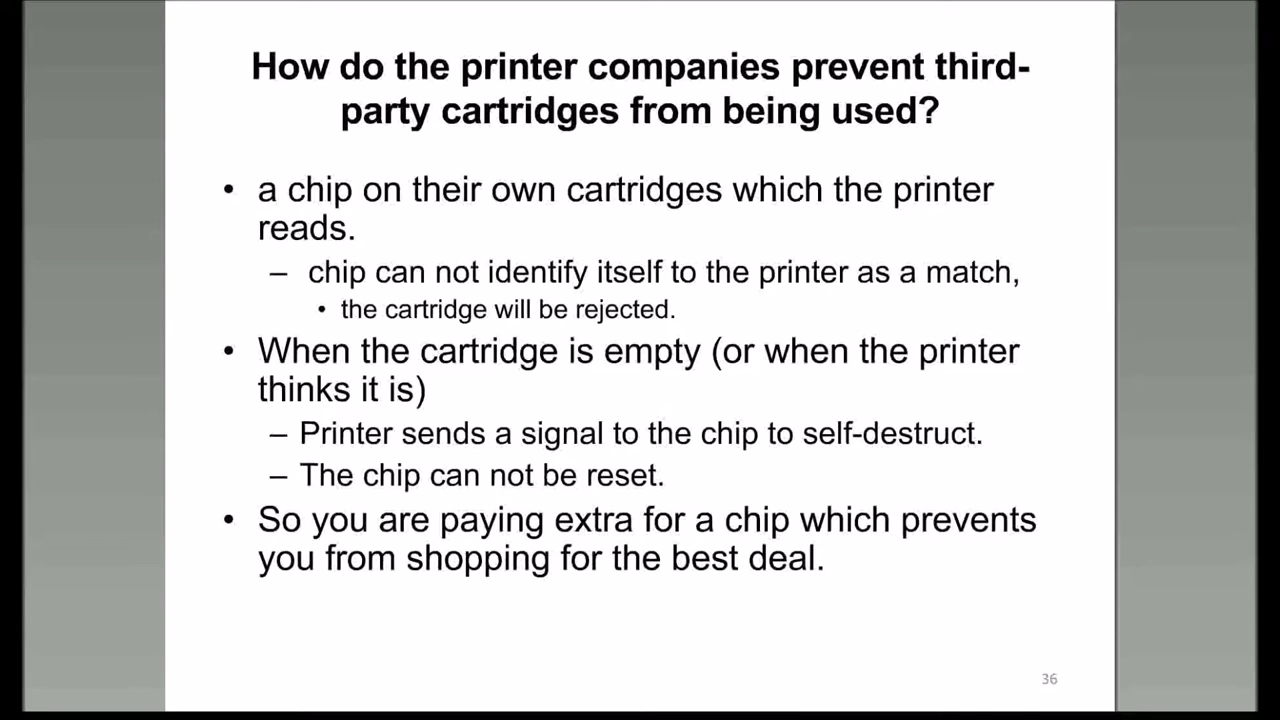 How do the printer companies prevent third-
party cartridges from being used?
• a chip on their own cartridges which the printer
reads.
– chip can not identify itself to the printer as a match,
• the cartridge will be rejected.
• When the cartridge is empty (or when the printer
thinks it is)
– Printer sends a signal to the chip to self-destruct.
– The chip can not be reset.
• So you are paying extra for a chip which prevents
you from shopping for the best deal.
36